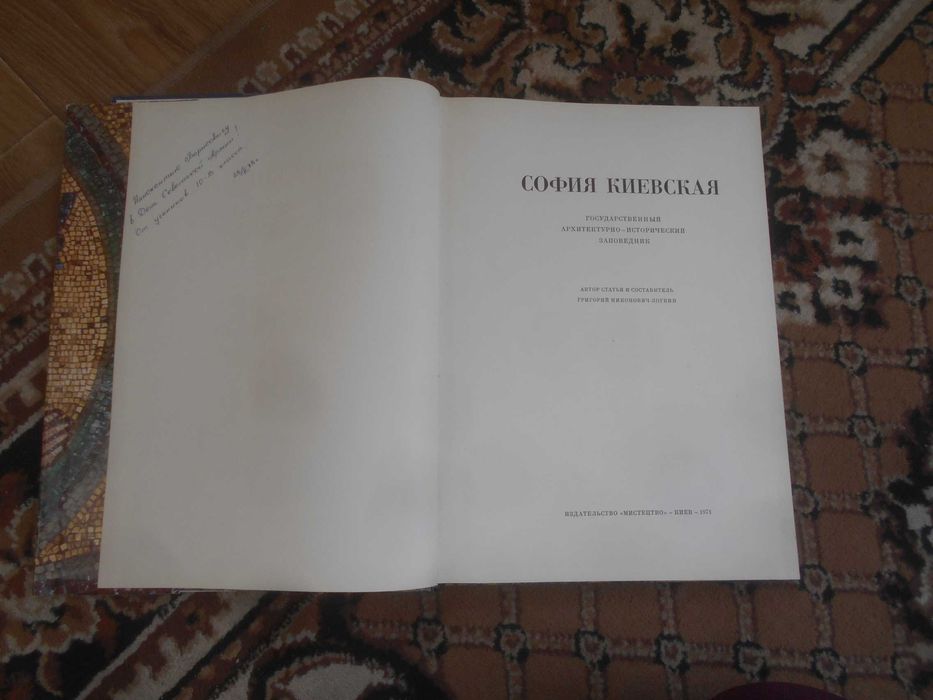 в День Советской Армии!
От учеников 10-В класса
СОФИЯ КИЕВСКАЯ
ГОСУДАРСТВЕННЫЙ
АРХИТЕКТУРНО-ИСТОРИЧЕСКИЙ
ЗАПОВЕДНИК
АВТОР СТАТЬИ И СОСТАВИТЕЛЬ
ГРИГОРИЙ НИКОНОВИЧ ЛОГВИН
ИЗДАТЕЛЬСТВО «МИСТЕЦТВО» – КИЕВ – 1971